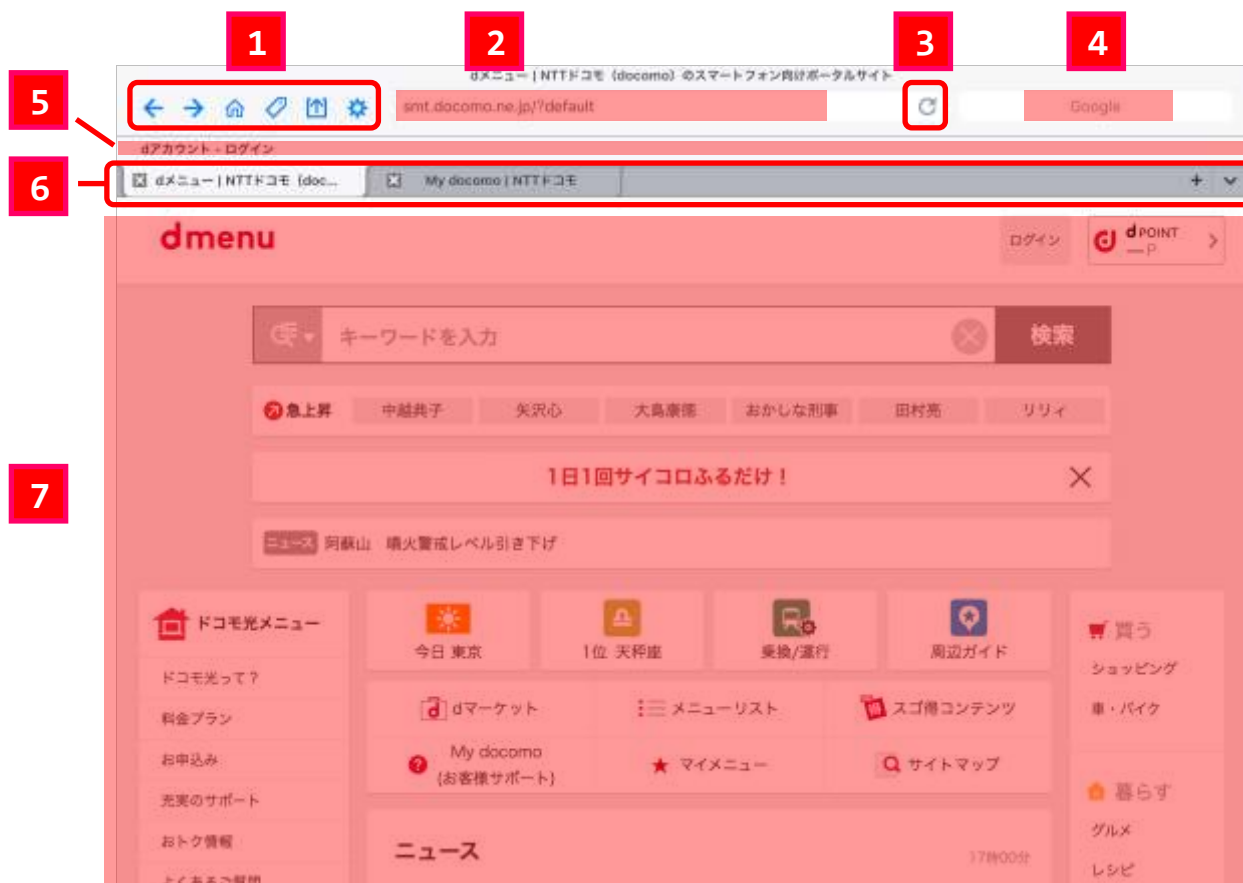 1
2
3
4
dメニュー | NTTドコモ (docomo) のスマートフォン向けポータルサイト
5
smt.docomo.ne.jp/?default
Google
dアカウント - ログイン
6
dメニュー | NTTドコモ (doc...
My docomo | NTTドコモ
dmenu
ログイン
d POINT
P
キーワードを入力
検索
急上昇 中越典子 矢沢心 大島康徳 おかしな刑事 田村亮 リリィ
7
1日1回サイコロふるだけ!
ニュース 阿蘇山 噴火警戒レベル引き下げ
ドコモ光メニュー
今日 東京
1位 天秤座
乗換/運行
周辺ガイド
買う
ドコモ光って?
ショッピング
料金プラン
dマーケット
メニューリスト
スゴ得コンテンツ
車・バイク
お申込み
My docomo
(お客様サポート)
マイメニュー
サイトマップ
充実のサポート
暮らす
おトク情報
ニュース
17時00分
グルメ
よくあるご質問
レシピ